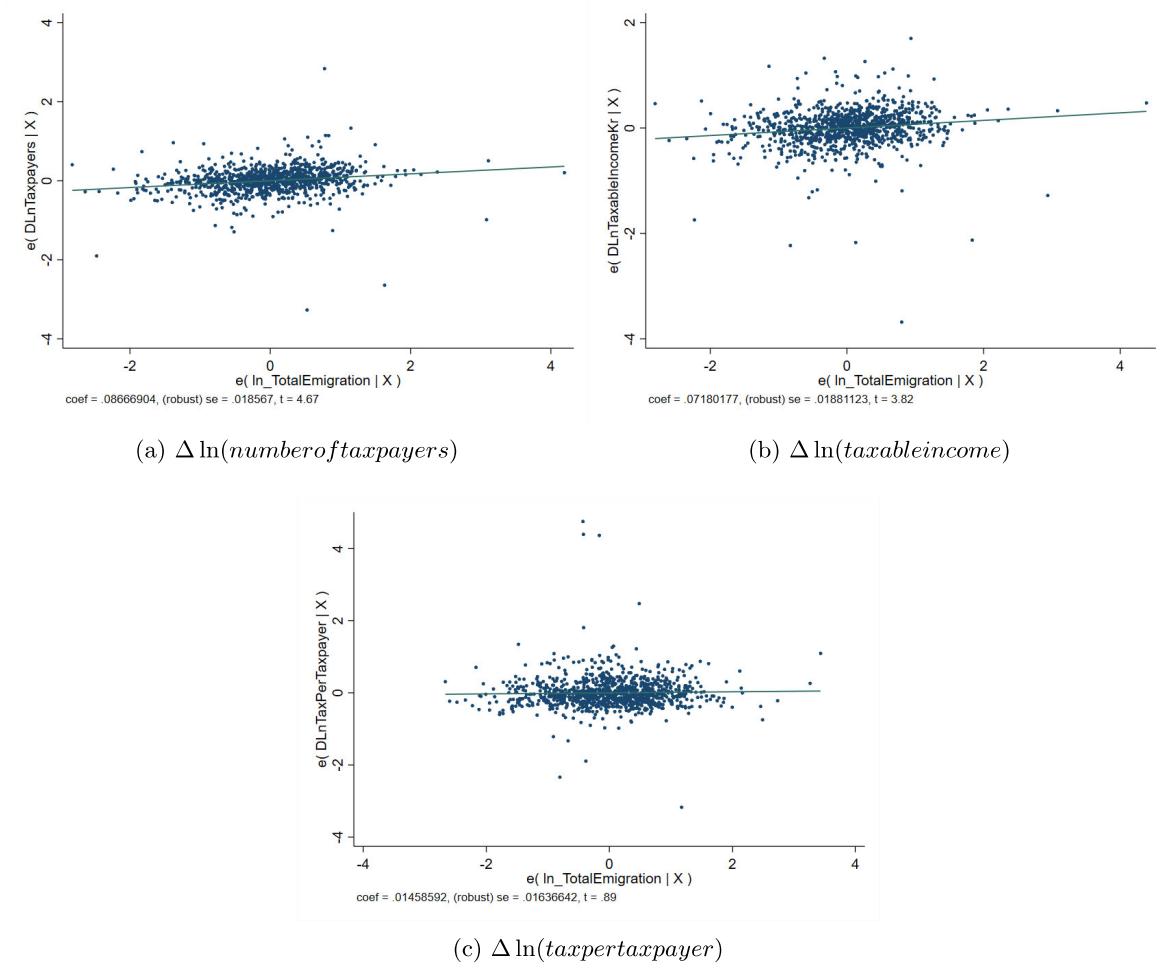 4
2
0
-2
-4
e( DLnTaxpayers | X )
-2 0 2 4
e( ln_TotalEmigration | X )
coef = .08666904, (robust) se = .018567, t = 4.67
(a) Δ ln(numberoftaxpayers)
2
0
-2
-4
e( DLnTaxableIncomeKr | X )
-2 0 2 4
e( ln_TotalEmigration | X )
coef = .07180177, (robust) se = .01881123, t = 3.82
(b) Δ ln(taxableincome)
4
2
0
-2
-4
e( DLnTaxPerTaxpayer | X )
-4 -2 0 2 4
e( ln_TotalEmigration | X )
coef = .01458592, (robust) se = .01636642, t = .89
(c) Δ ln(taxpertaxpayer)